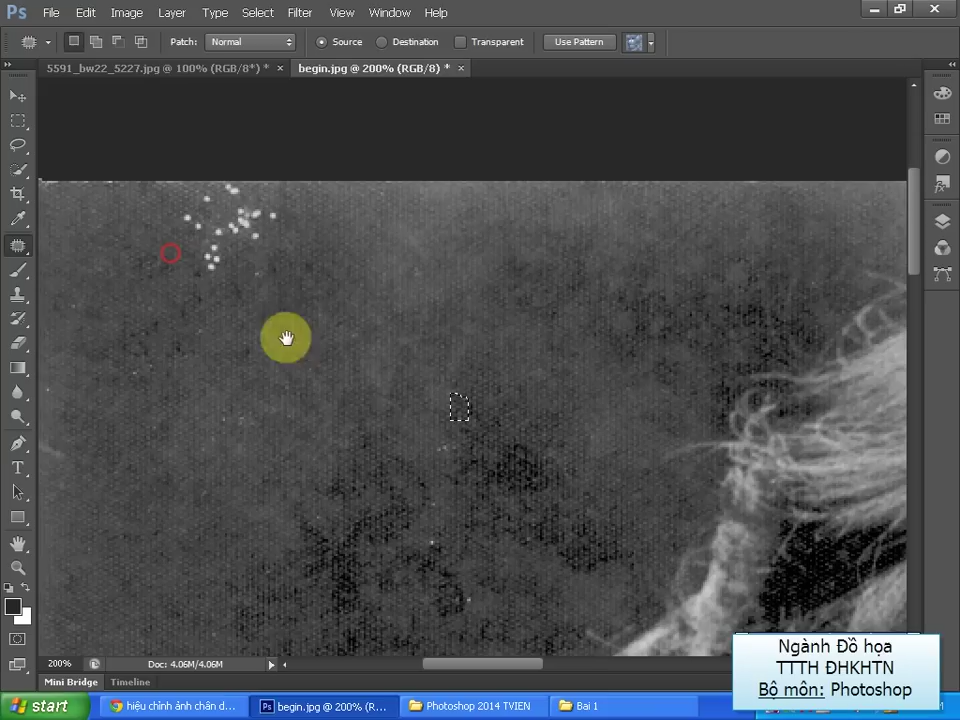 Ps File Edit Image Layer Type Select Filter View Window Help
Patch: Normal Source Destination Transparent Use Pattern
5591_bw22_5227.jpg @ 100% (RGB/8*) * × begin.jpg @ 200% (RGB/8) * ×
T
200% Doc: 4.06M/4.06M
Mini Bridge Timeline
Ngành Đồ họa
TTTH ĐHKHTN
Bộ môn: Photoshop
start hiệu chỉnh ảnh chân d... Ps begin.jpg @ 200% (R... Photoshop 2014 TVIEN Bai 1